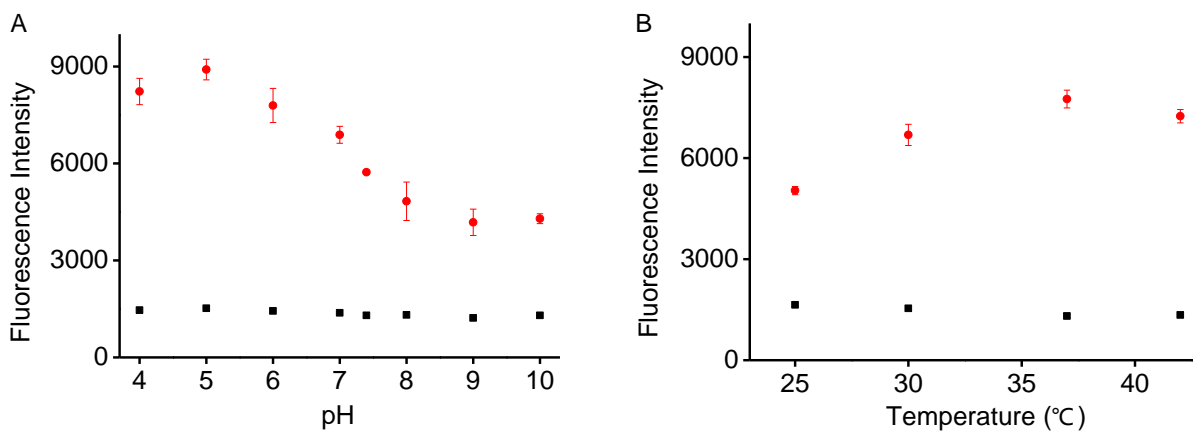 A
Fluorescence Intensity
9000
6000
3000
0
4 5 6 7 8 9 10
pH
B
Fluorescence Intensity
9000
6000
3000
0
25 30 35 40
Temperature (℃)